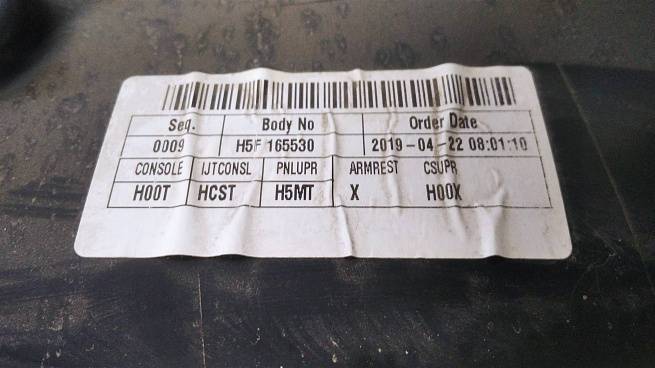 Seq. Body No Order Date
0009 H5F 165530 2019-04-22 08:01:10
CONSOLE IJTCONSL PNLUPR ARMREST CSUPR
H00T HCST H5MT X H00X